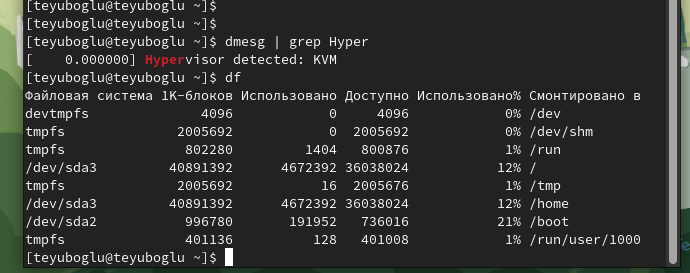 [teyuboglu@teyuboglu ~]$
[teyuboglu@teyuboglu ~]$
[teyuboglu@teyuboglu ~]$ dmesg | grep Hyper
[    0.000000] Hypervisor detected: KVM
[teyuboglu@teyuboglu ~]$ df
Файловая система 1K-блоков Использовано Доступно Использовано% Смонтировано в
devtmpfs              4096            0     4096            0% /dev
tmpfs              2005692            0  2005692            0% /dev/shm
tmpfs               802280         1404   800876            1% /run
/dev/sda3         40891392      4672392 36038024           12% /
tmpfs              2005692           16  2005676            1% /tmp
/dev/sda3         40891392      4672392 36038024           12% /home
/dev/sda2           996780       191952   736016           21% /boot
tmpfs               401136          128   401008            1% /run/user/1000
[teyuboglu@teyuboglu ~]$